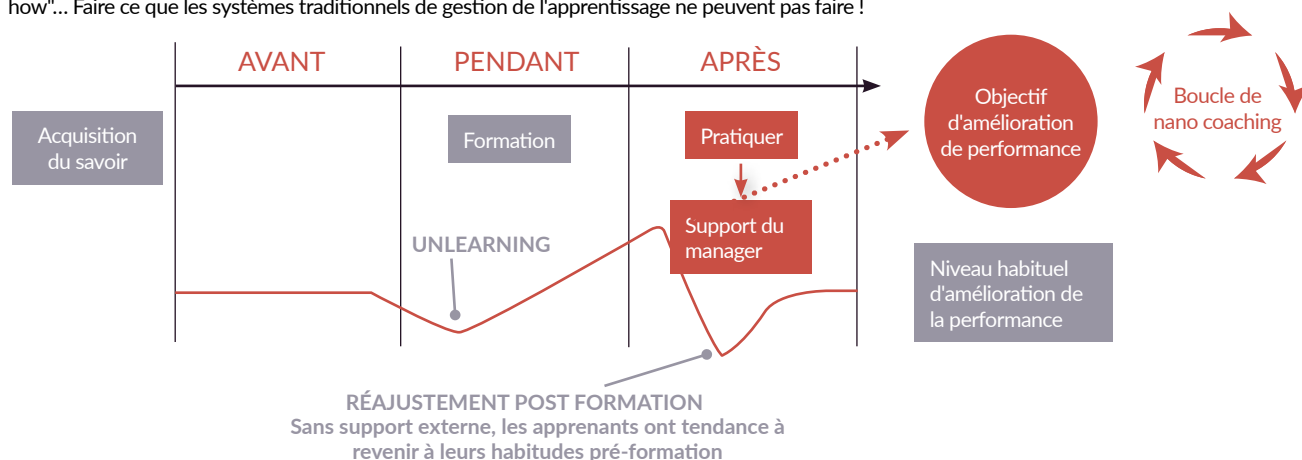 how"... Faire ce que les systèmes traditionnels de gestion de l'apprentissage ne peuvent pas faire !
AVANT
PENDANT
APRÈS
Acquisition
du savoir
Formation
Pratiquer
Objectif
d'amélioration
de performance
Boucle de
nano coaching
Support du
manager
UNLEARNING
Niveau habituel
d'amélioration de
la performance
RÉAJUSTEMENT POST FORMATION
Sans support externe, les apprenants ont tendance à
revenir à leurs habitudes pré-formation